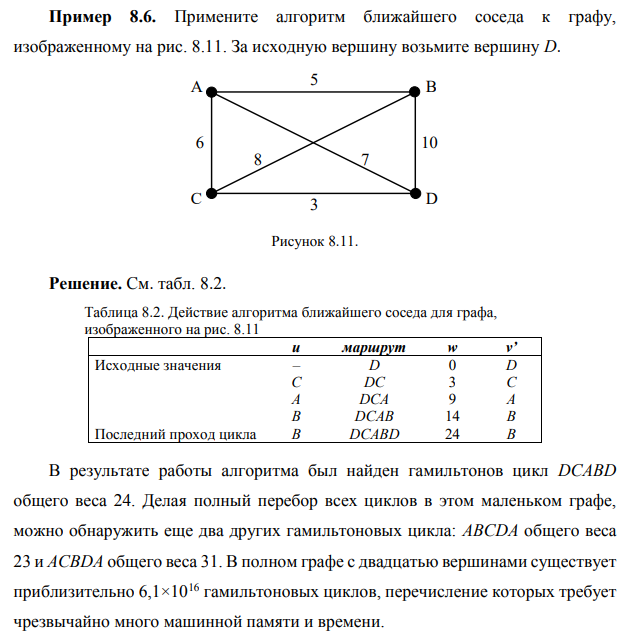 Пример 8.6. Примените алгоритм ближайшего соседа к графу,
изображенному на рис. 8.11. За исходную вершину возьмите вершину D.
A 5 B
6 10
8 7
C D
3
Рисунок 8.11.
Решение. См. табл. 8.2.
Таблица 8.2. Действие алгоритма ближайшего соседа для графа,
изображенного на рис. 8.11
u маршрут w v’
Исходные значения – D 0 D
C DC 3 C
A DCA 9 A
B DCAB 14 B
Последний проход цикла B DCABD 24 B
В результате работы алгоритма был найден гамильтонов цикл DCABD
общего веса 24. Делая полный перебор всех циклов в этом маленьком графе,
можно обнаружить еще два других гамильтоновых цикла: ABCDA общего веса
23 и ACBDA общего веса 31. В полном графе с двадцатью вершинами существует
приблизительно 6,1×10¹⁶ гамильтоновых циклов, перечисление которых требует
чрезвычайно много машинной памяти и времени.